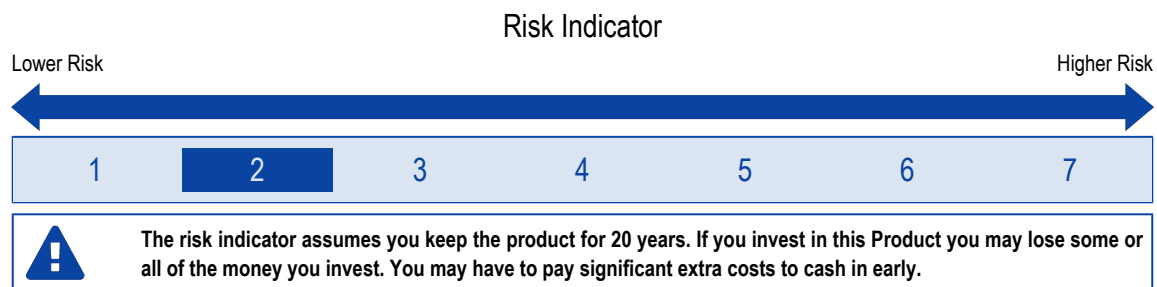 Risk Indicator
Lower Risk Higher Risk
1 2 3 4 5 6 7
The risk indicator assumes you keep the product for 20 years. If you invest in this Product you may lose some or
all of the money you invest. You may have to pay significant extra costs to cash in early.